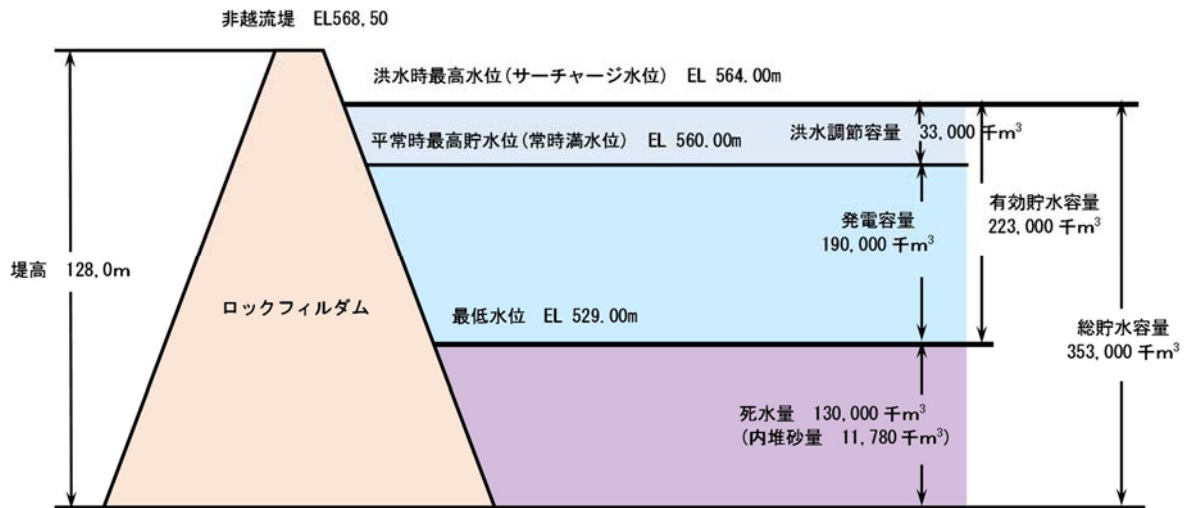 非越流堤 EL568,50
洪水時最高水位(サーチャージ水位) EL 564.00m
平常時最高貯水位(常時満水位) EL 560.00m
洪水調節容量 33,000 千m³
有効貯水容量
223,000 千m³
発電容量
190,000 千m³
堤高 128,0m
ロックフィルダム
最低水位 EL 529.00m
総貯水容量
353,000 千m³
死水量 130,000 千m³
(内堆砂量 11,780 千m³)